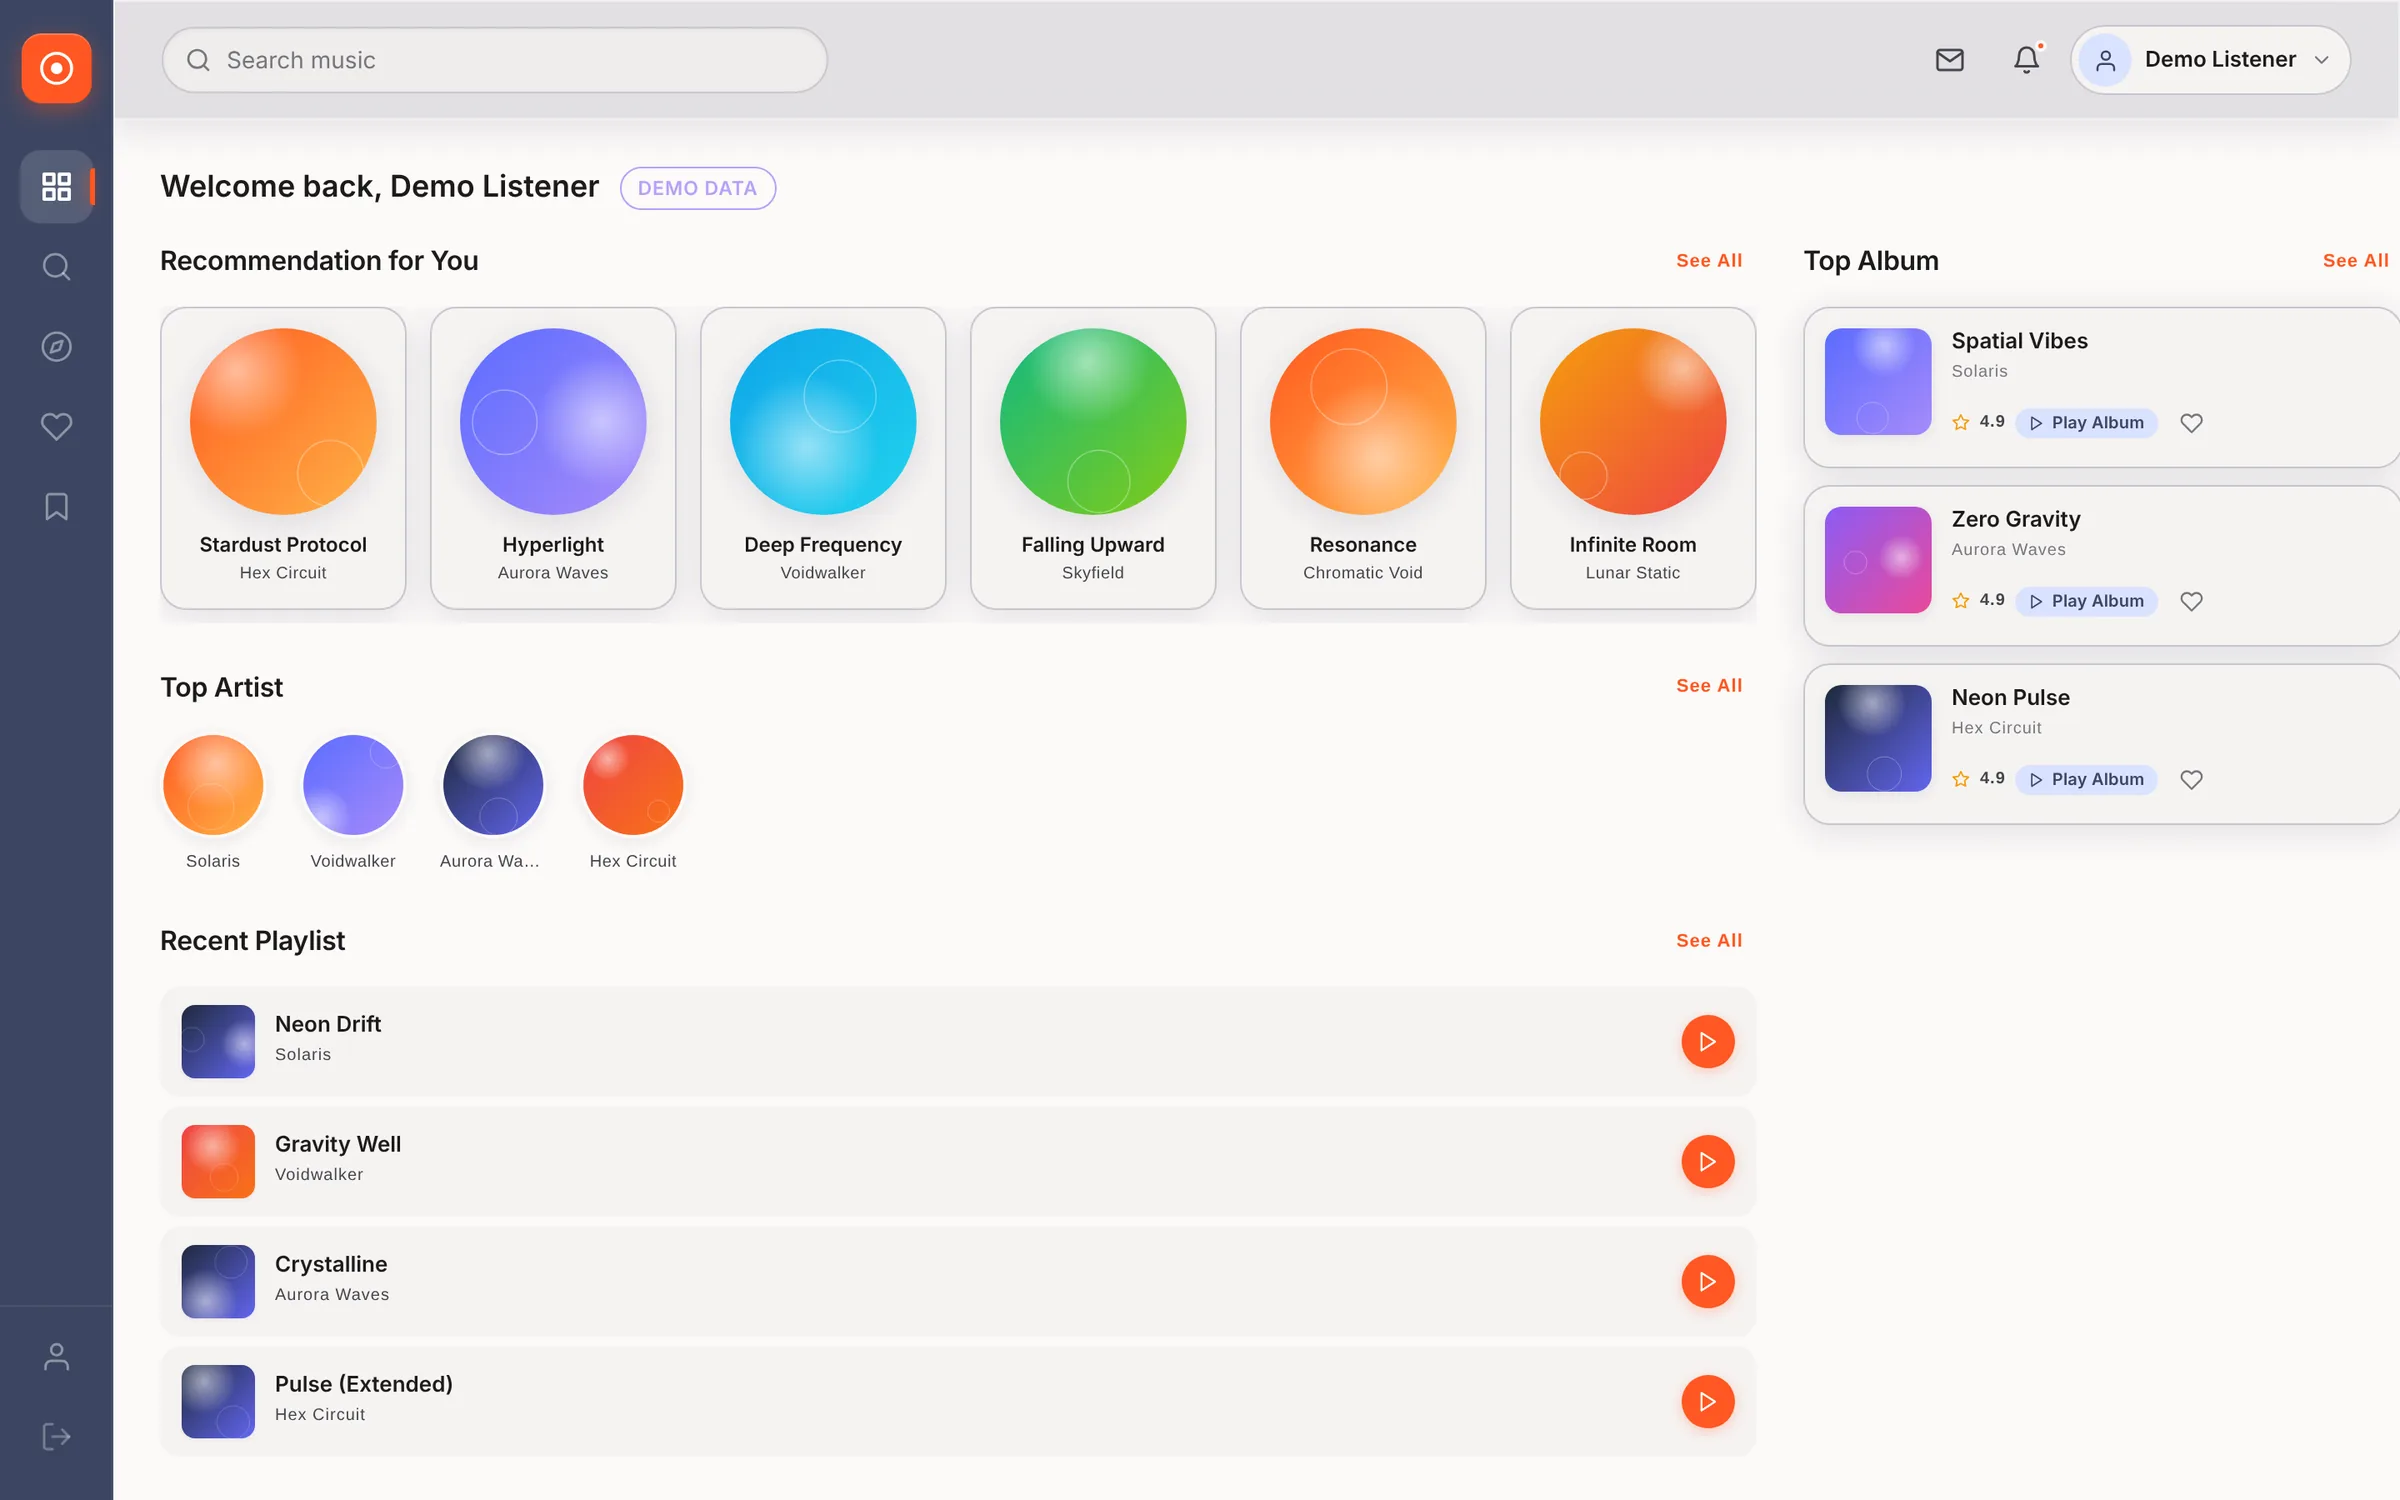 Search music
Demo Listener
Welcome back, Demo Listener
DEMO DATA
Recommendation for You
See All
Stardust Protocol
Hex Circuit
Hyperlight
Aurora Waves
Deep Frequency
Voidwalker
Falling Upward
Skyfield
Resonance
Chromatic Void
Infinite Room
Lunar Static
Top Artist
See All
Solaris
Voidwalker
Aurora Wa...
Hex Circuit
Recent Playlist
See All
Neon Drift
Solaris
Gravity Well
Voidwalker
Crystalline
Aurora Waves
Pulse (Extended)
Hex Circuit
Top Album
See All
Spatial Vibes
Solaris
4.9 Play Album
Zero Gravity
Aurora Waves
4.9 Play Album
Neon Pulse
Hex Circuit
4.9 Play Album